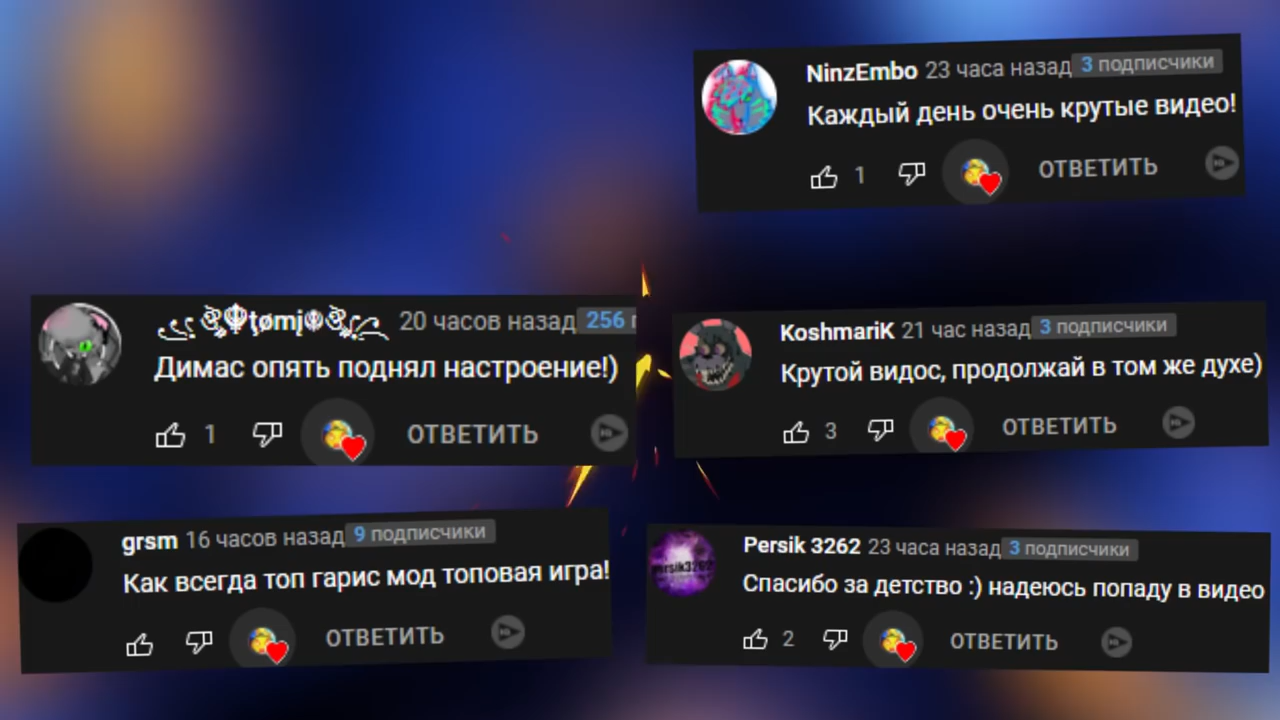 NinzEmbo 23 часа назад 3 подписчики
Каждый день очень крутые видео!
1 ОТВЕТИТЬ
20 часов назад 256
Димас опять поднял настроение!)
1 ОТВЕТИТЬ
KoshmariK 21 час назад 3 подписчики
Крутой видос, продолжай в том же духе)
3 ОТВЕТИТЬ
grsm 16 часов назад 9 подписчики
Как всегда топ гарис мод топовая игра!
ОТВЕТИТЬ
Persik 3262 23 часа назад 3 подписчики
Спасибо за детство :) надеюсь попаду в видео
2 ОТВЕТИТЬ